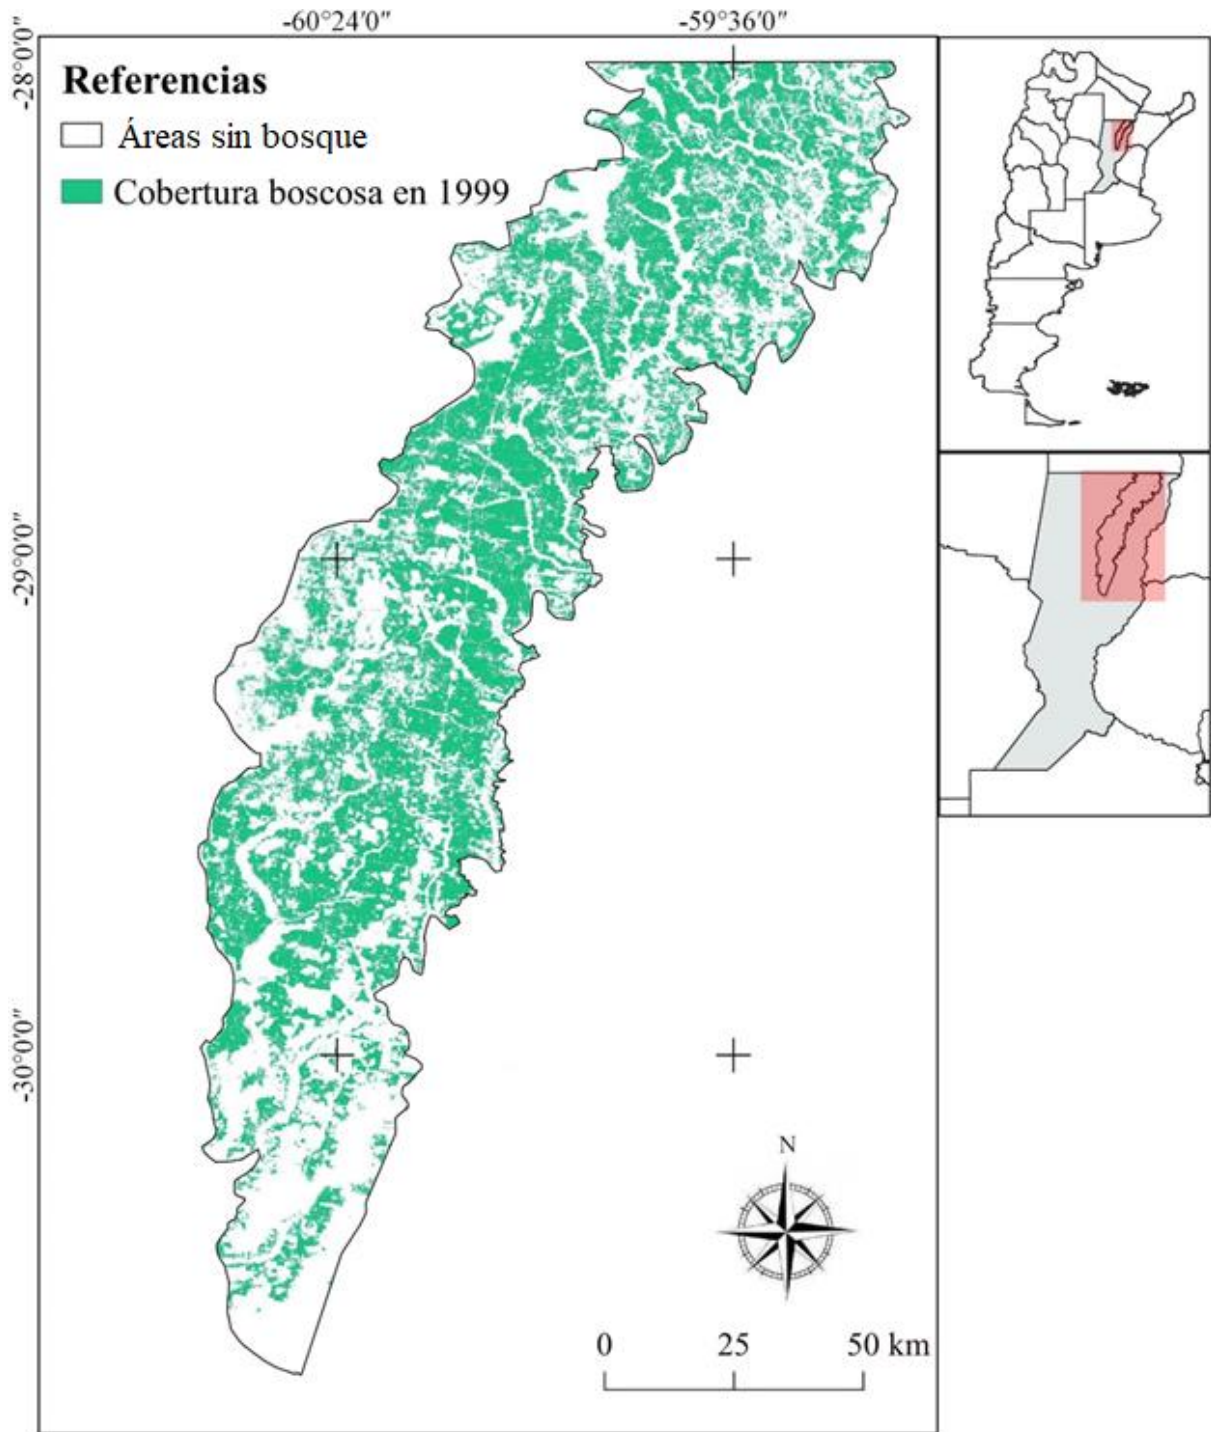 -60°24'0" -59°36'0"
-28°0'0"
Referencias
Áreas sin bosque
Cobertura boscosa en 1999
-29°0'0"
-30°0'0"
N
0 25 50 km